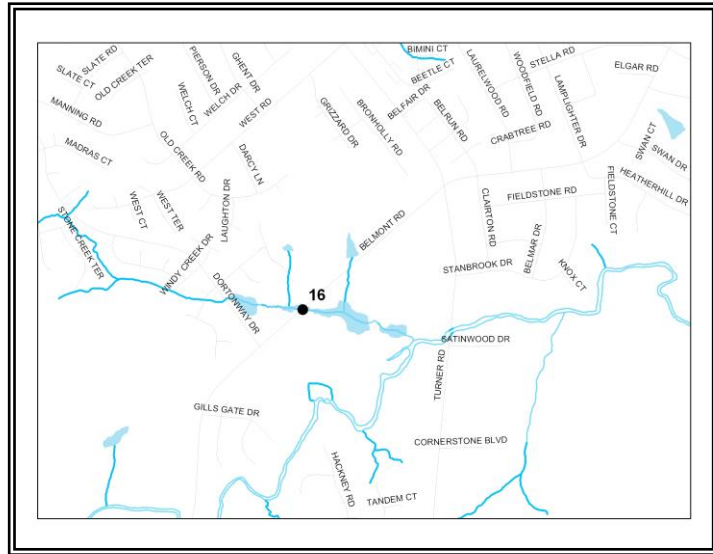 BIMINI CT
SLATE RD
SLATE CT
OLD CREEK TER
PIERSON DR
GHENT DR
BEETLE CT
LAURELWOOD RD
WOODFIELD RD
STELLA RD
ELGAR RD
WELCH CT
WELCH DR
WEST RD
GRIZZARD DR
BRONHOLLY RD
BELFAIR DR
BELRUN RD
LAMPLIGHTER DR
CRABTREE RD
MANNING RD
MADRAS CT
OLD CREEK RD
DARCY LN
SWAN CT
SWAN DR
HEATHERHILL DR
WEST CT
WEST TER
LAUGHTON DR
BELMONT RD
CLAIRTON RD
FIELDSTONE RD
FIELDSTONE CT
STONE CREEK TER
WINDY CREEK DR
DORTONWAY DR
BELMAR DR
STANBROOK DR
KNOX CT
16
SATINWOOD DR
TURNER RD
GILLS GATE DR
CORNERSTONE BLVD
HACKNEY RD
TANDEM CT